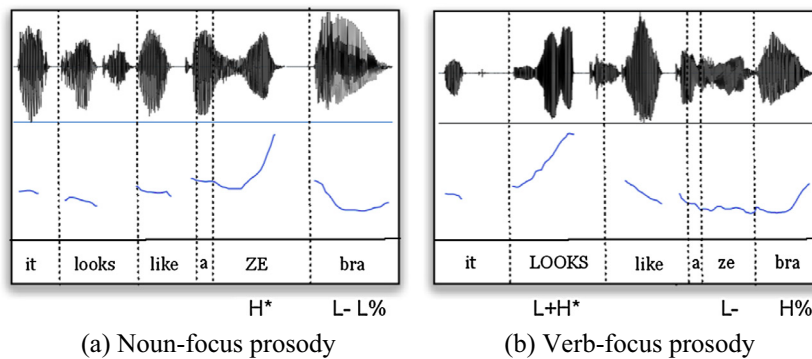 it looks like a ZE bra
H* L- L%
(a) Noun-focus prosody
it LOOKS like a ze bra
L+H* L- H%
(b) Verb-focus prosody